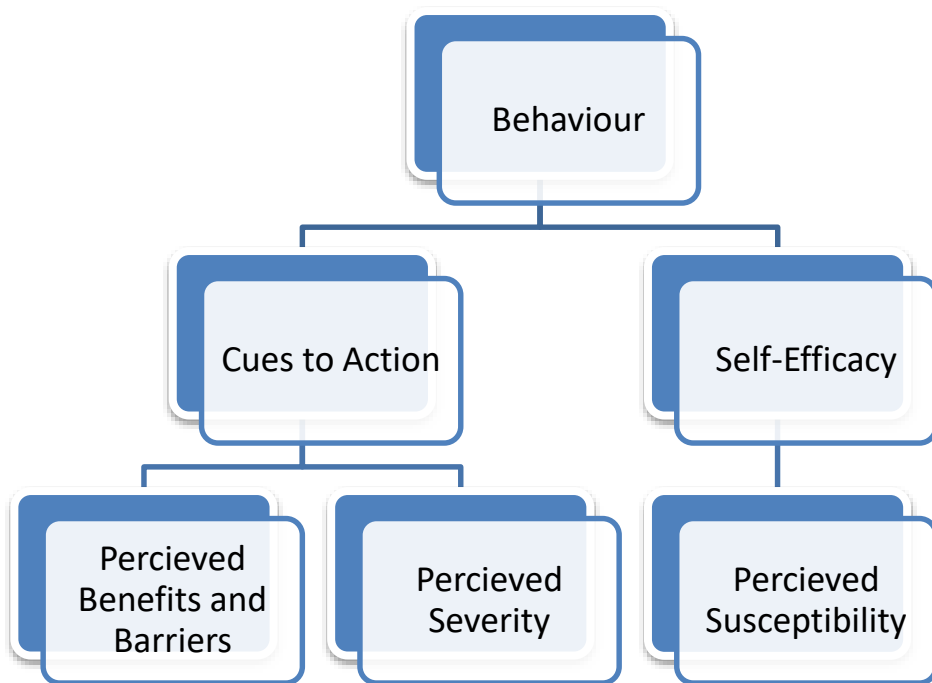 Behaviour
Cues to Action
Self-Efficacy
Percieved
Benefits and
Barriers
Percieved
Severity
Percieved
Susceptibility